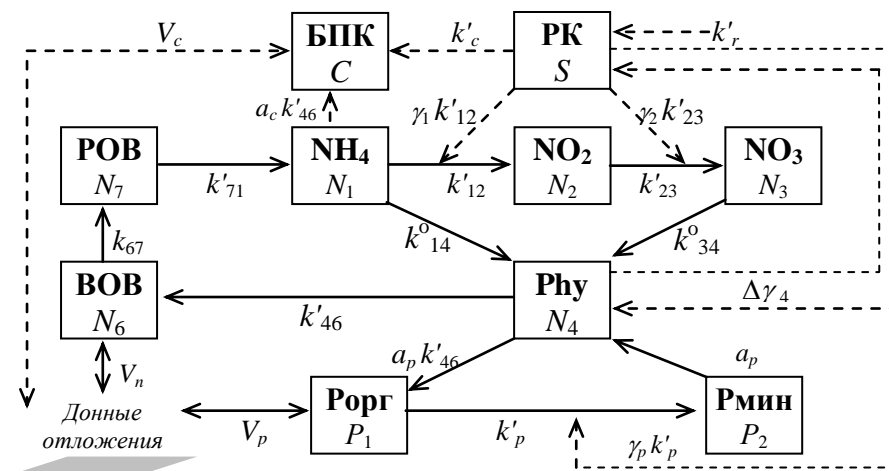 V_c
БПК
C
k'_c
РК
S
k'_r
a_c k'_46
γ_1 k'_12
γ_2 k'_23
РОВ
N_7
k'_71
NH_4
N_1
k'_12
NO_2
N_2
k'_23
NO_3
N_3
k_67
k^o_14
k^o_34
ВОВ
N_6
k'_46
Phy
N_4
Δγ_4
V_n
a_p k'_46
a_p
Донные
отложения
V_p
Рорг
P_1
k'_p
Рмин
P_2
γ_p k'_p